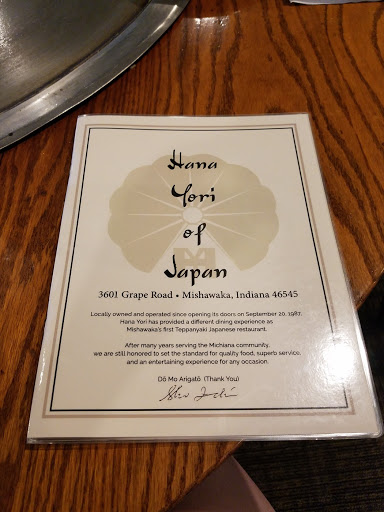 Hana
Yori
of
Japan
3601 Grape Road • Mishawaka, Indiana 46545
Locally owned and operated since opening its doors on September 20, 1987,
Hana Yori has provided a different dining experience as
Mishawaka's first Teppanyaki Japanese restaurant.
After many years serving the Michiana community,
we are still honored to set the standard for quality food, superb service,
and an entertaining experience for any occasion.
Dō Mo Arigatō (Thank You)